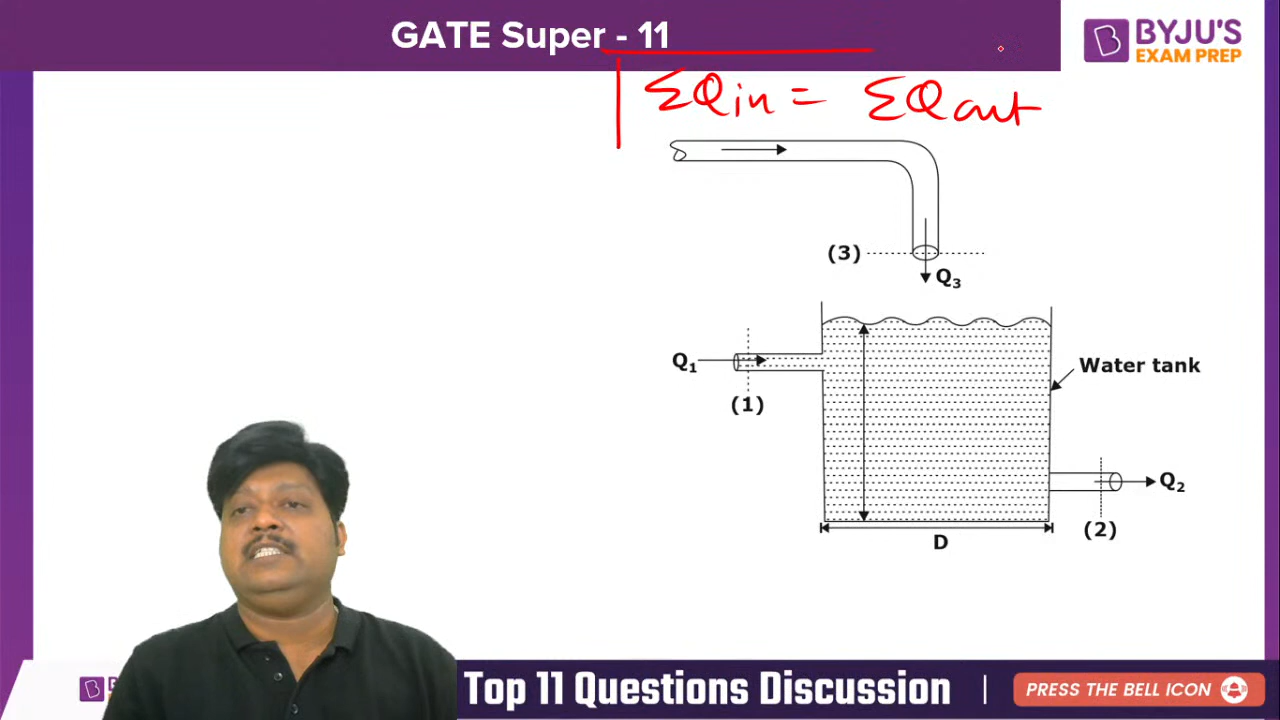 GATE Super - 11
BYJU'S
EXAM PREP
ΣQin = ΣQout
(3)
Q₃
Q₁
(1)
Water tank
Q₂
(2)
D
Top 11 Questions Discussion
PRESS THE BELL ICON